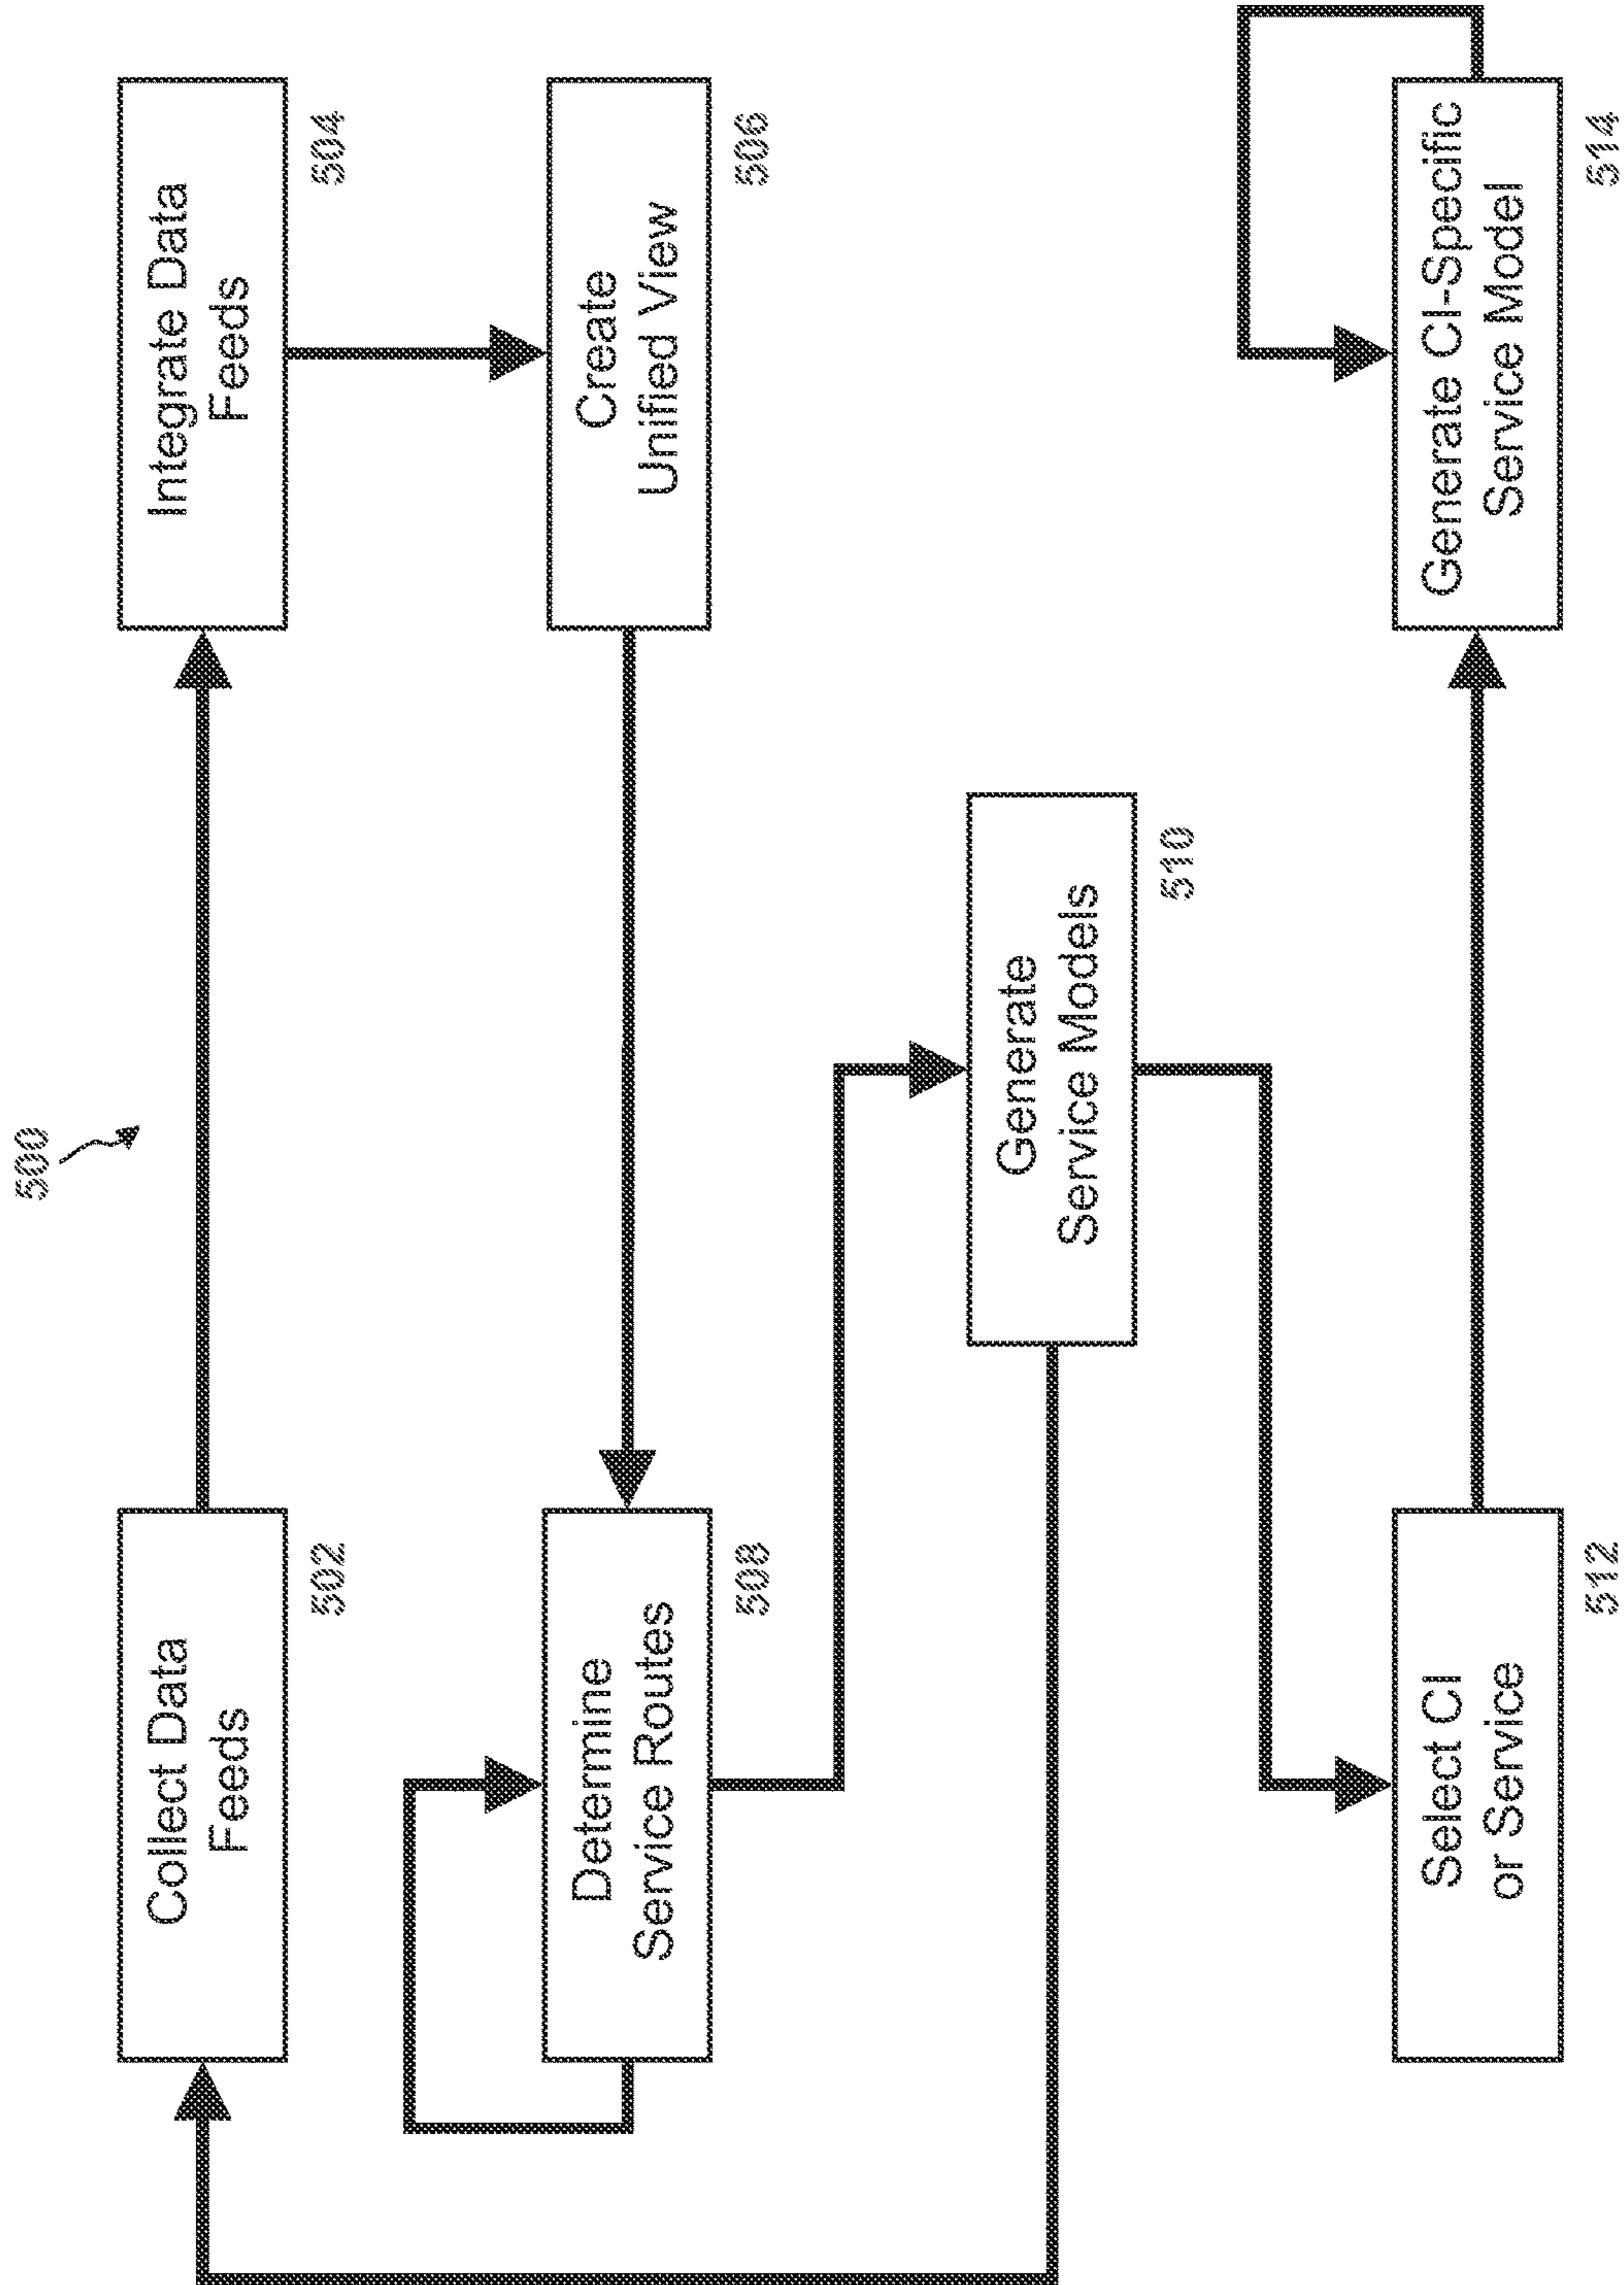 500
Collect Data
Feeds
502
Integrate Data
Feeds
504
Determine
Service Routes
508
Create
Unified View
506
Generate
Service Models
510
Select CI
or Service
512
Generate CI-Specific
Service Model
514